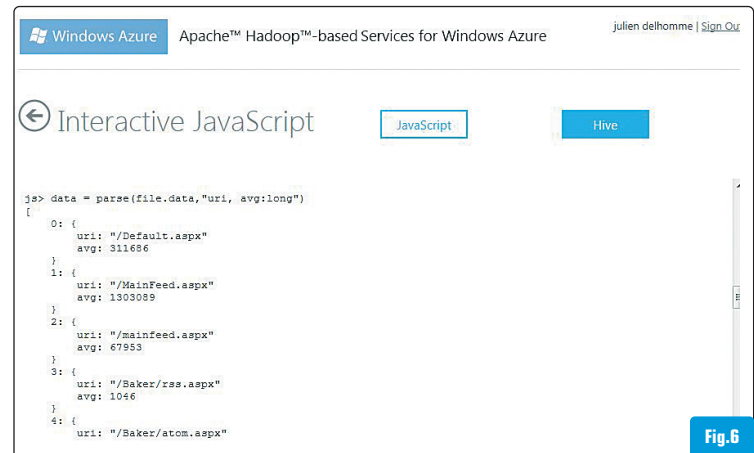 Windows Azure
Apache™ Hadoop™-based Services for Windows Azure
julien delhomme | Sign Ou
Interactive JavaScript
JavaScript
Hive
js> data = parse(file.data,"uri, avg:long")
[
0: {
uri: "/Default.aspx"
avg: 311686
}
1: {
uri: "/MainFeed.aspx"
avg: 1303089
}
2: {
uri: "/mainfeed.aspx"
avg: 67953
}
3: {
uri: "/Baker/rss.aspx"
avg: 1046
}
4: {
uri: "/Baker/atom.aspx"
Fig.6